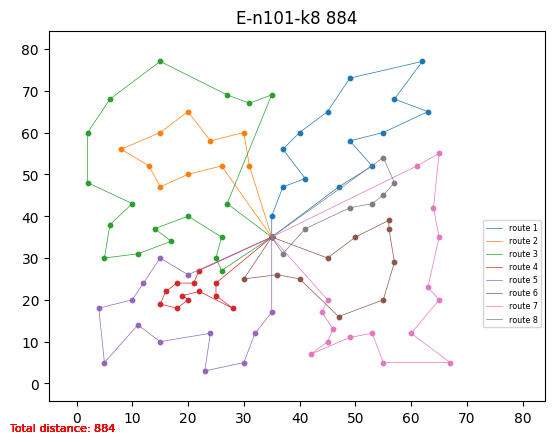 E-n101-k8 884
80
70
60
50
40
30
20
10
0
0 10 20 30 40 50 60 70 80
route 1
route 2
route 3
route 4
route 5
route 6
route 7
route 8
Total distance: 884